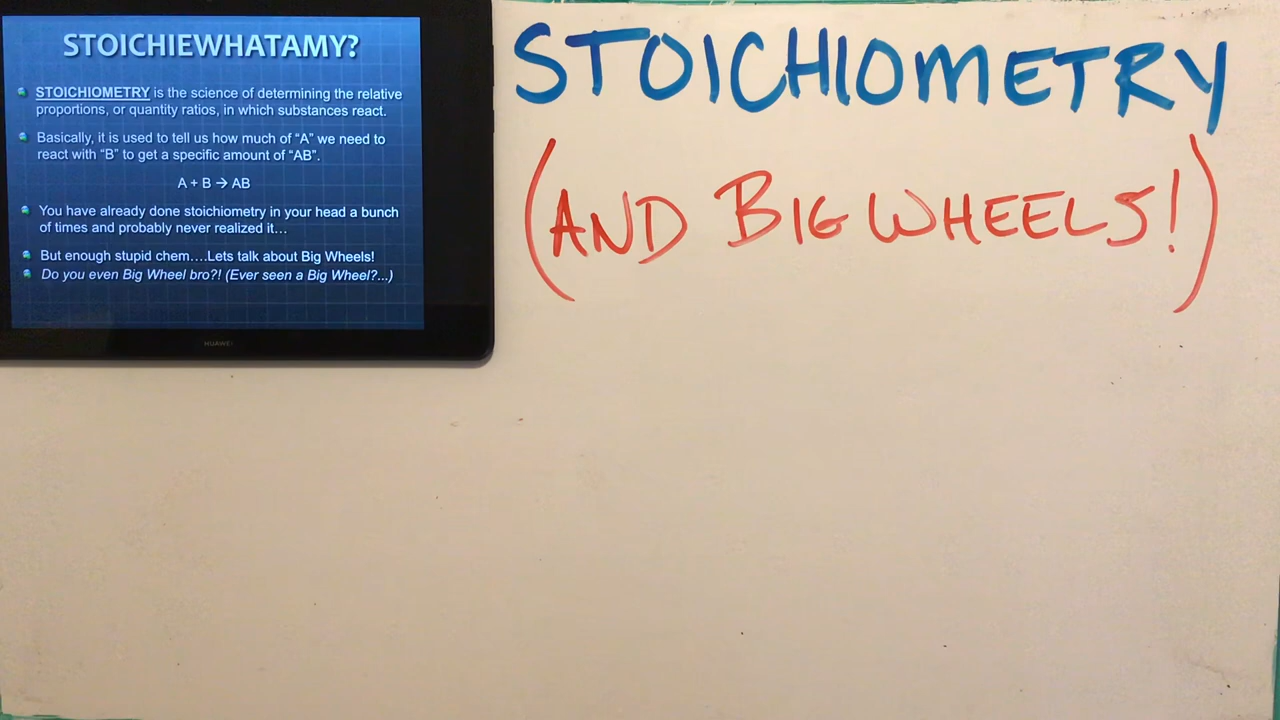 STOICHIEWHATAMY?
STOICHIOMETRY is the science of determining the relative
proportions, or quantity ratios, in which substances react.
Basically, it is used to tell us how much of “A” we need to
react with “B” to get a specific amount of “AB”.
A + B → AB
You have already done stoichiometry in your head a bunch
of times and probably never realized it…
But enough stupid chem….Lets talk about Big Wheels!
Do you even Big Wheel bro?! (Ever seen a Big Wheel?...)
HUAWEI
STOICHIOMETRY
(AND BIG WHEELS!)